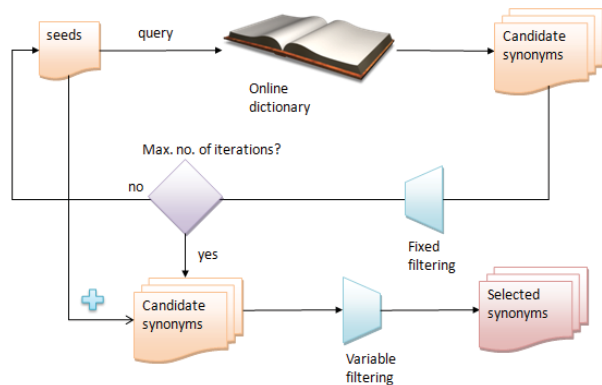 seeds
query
Candidate
synonyms
Online
dictionary
Max. no. of iterations?
no
Fixed
filtering
yes
Candidate
synonyms
Selected
synonyms
Variable
filtering